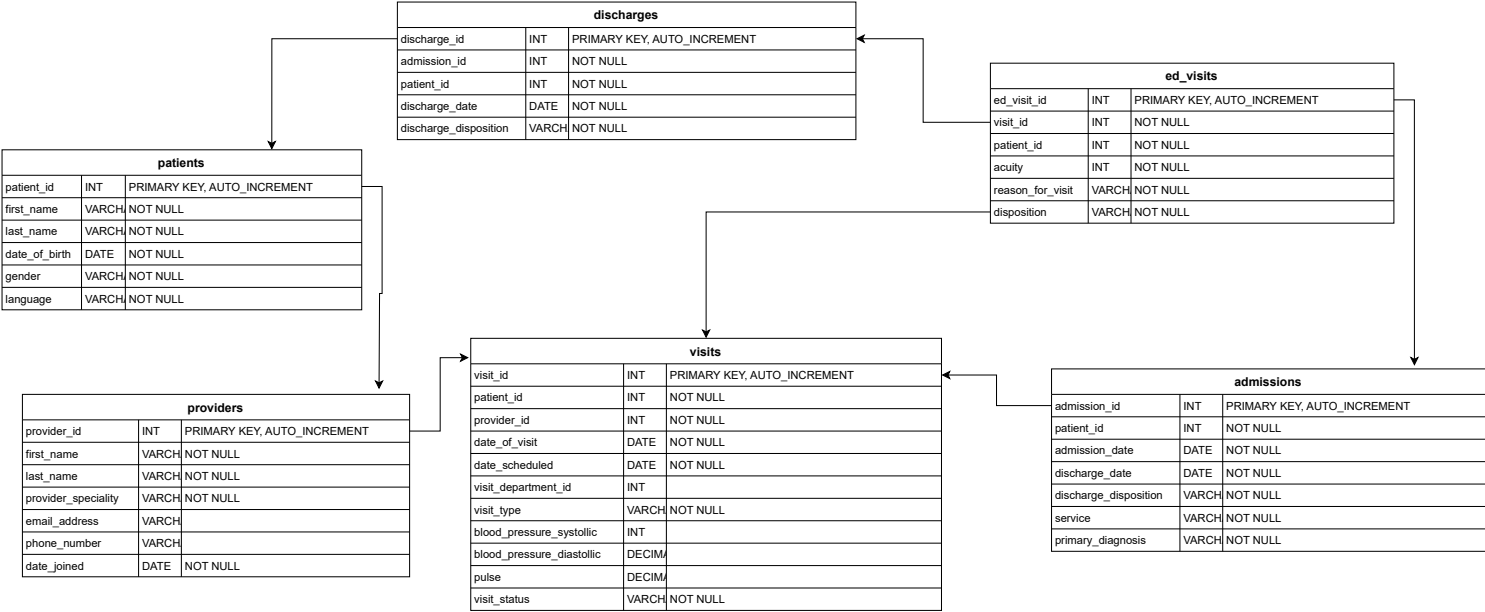 discharges
discharge_id INT PRIMARY KEY, AUTO_INCREMENT
admission_id INT NOT NULL
patient_id INT NOT NULL
discharge_date DATE NOT NULL
discharge_disposition VARCH NOT NULL
ed_visits
ed_visit_id INT PRIMARY KEY, AUTO_INCREMENT
visit_id INT NOT NULL
patient_id INT NOT NULL
acuity INT NOT NULL
reason_for_visit VARCH NOT NULL
disposition VARCH NOT NULL
patients
patient_id INT PRIMARY KEY, AUTO_INCREMENT
first_name VARCHA NOT NULL
last_name VARCHA NOT NULL
date_of_birth DATE NOT NULL
gender VARCHA NOT NULL
language VARCHA NOT NULL
visits
visit_id INT PRIMARY KEY, AUTO_INCREMENT
patient_id INT NOT NULL
provider_id INT NOT NULL
date_of_visit DATE NOT NULL
date_scheduled DATE NOT NULL
visit_department_id INT
visit_type VARCH NOT NULL
blood_pressure_systollic INT
blood_pressure_diastollic DECIMA
pulse DECIMA
visit_status VARCH NOT NULL
admissions
admission_id INT PRIMARY KEY, AUTO_INCREMENT
patient_id INT NOT NULL
admission_date DATE NOT NULL
discharge_date DATE NOT NULL
discharge_disposition VARCH NOT NULL
service VARCH NOT NULL
primary_diagnosis VARCH NOT NULL
providers
provider_id INT PRIMARY KEY, AUTO_INCREMENT
first_name VARCH NOT NULL
last_name VARCH NOT NULL
provider_speciality VARCH NOT NULL
email_address VARCH
phone_number VARCH
date_joined DATE NOT NULL